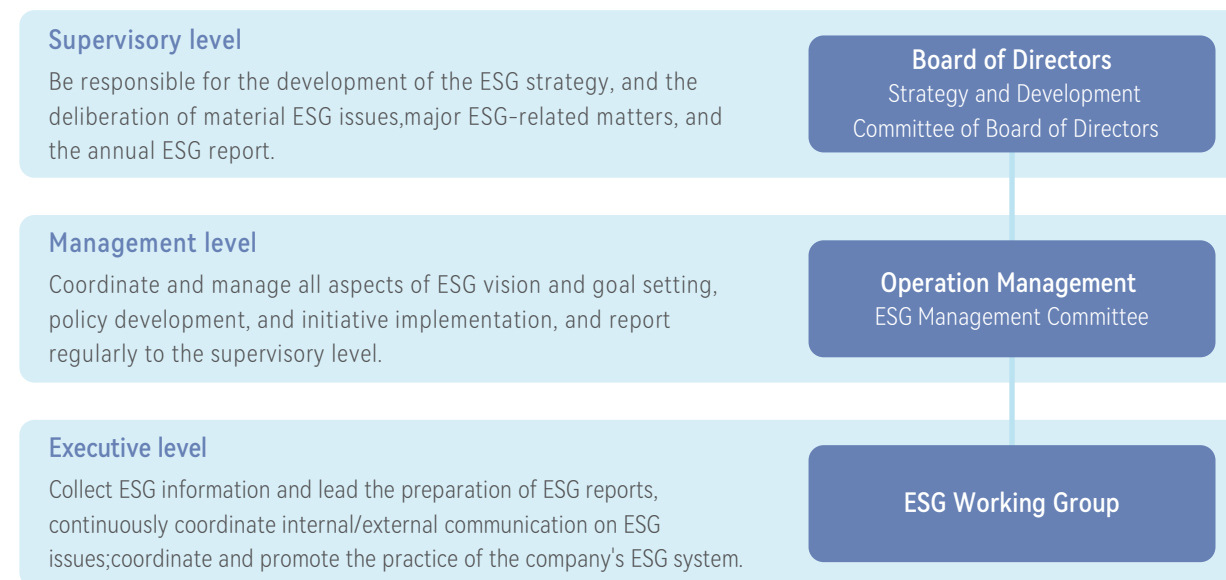 Supervisory level
Be responsible for the development of the ESG strategy, and the
deliberation of material ESG issues,major ESG-related matters, and
the annual ESG report.
Board of Directors
Strategy and Development
Committee of Board of Directors
Management level
Coordinate and manage all aspects of ESG vision and goal setting,
policy development, and initiative implementation, and report
regularly to the supervisory level.
Operation Management
ESG Management Committee
Executive level
Collect ESG information and lead the preparation of ESG reports,
continuously coordinate internal/external communication on ESG
issues;coordinate and promote the practice of the company's ESG system.
ESG Working Group